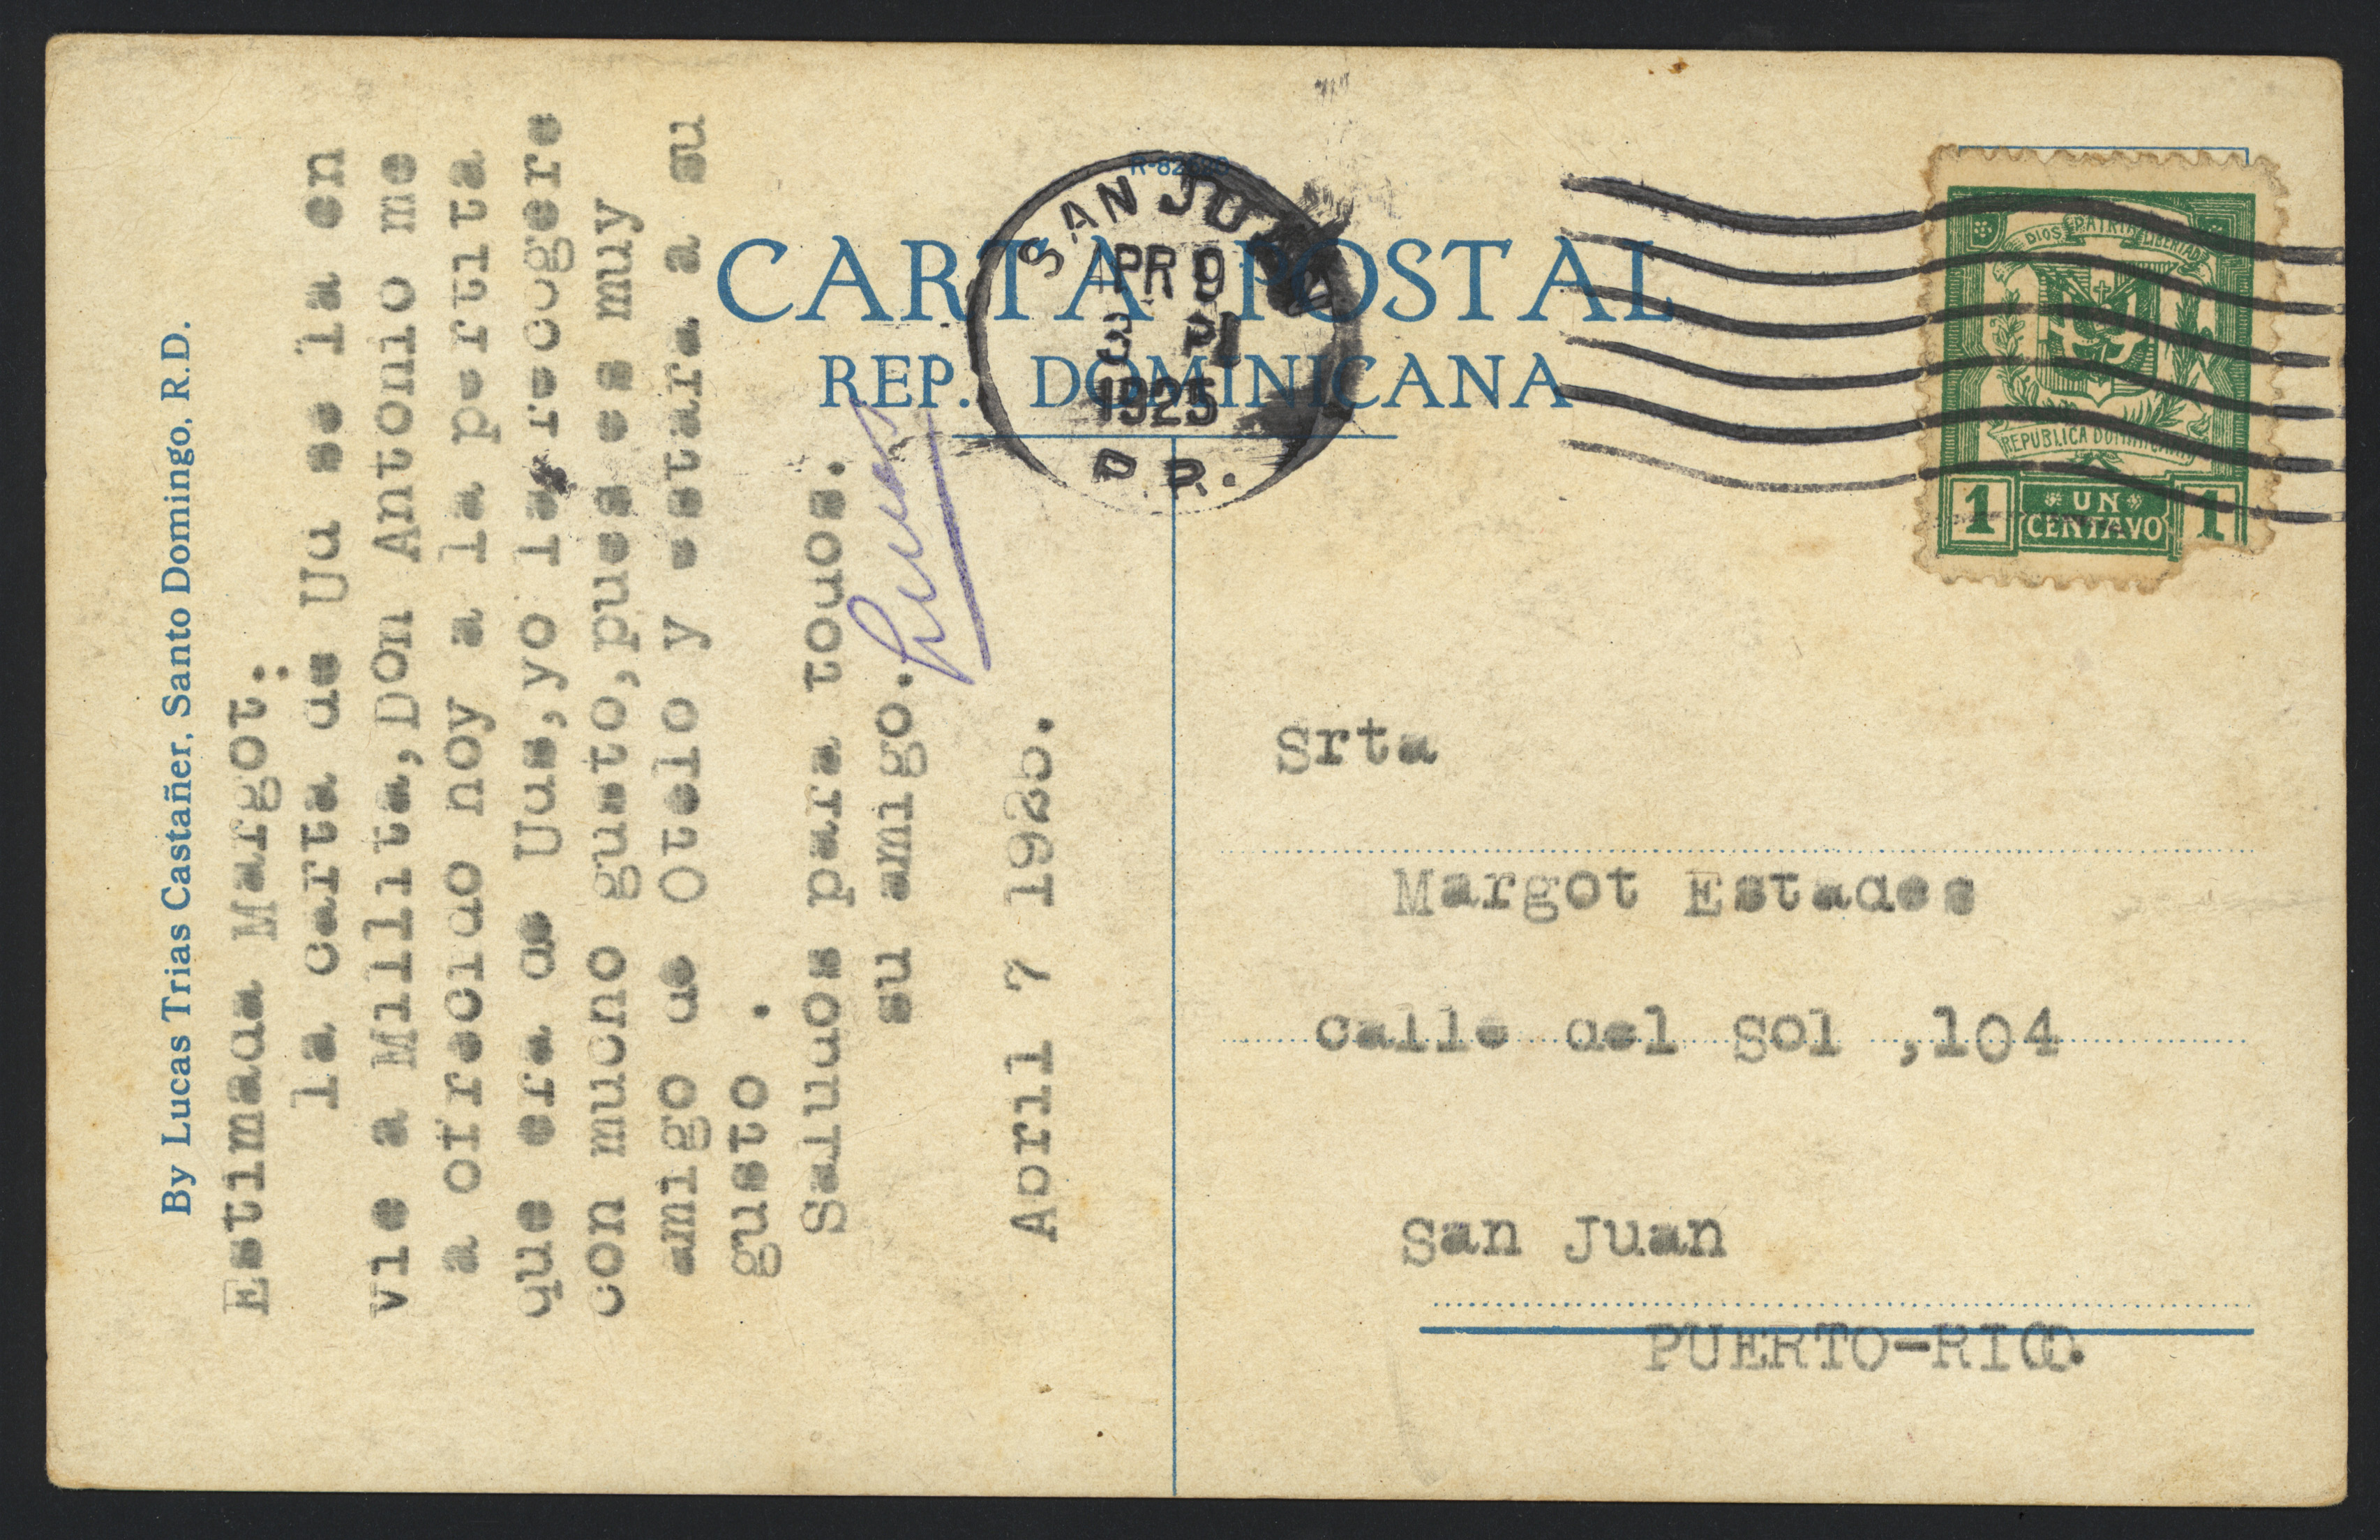 By Lucas Trias Castañer, Santo Domingo, R.D.
Estimada Margot.:
la carta de Ud se la en
vie a Millita,Don Antonio me
a ofrecido hoy a la pertita
que era de Uds,yo la recogere
con mucho gusto,pues es muy
amigo de Otelo y estara a su
gusto .
Saludos para todos.
su amigo.
Lucas
April 7 1925.
R-82
CARTA POSTAL
REP. DOMINICANA
SAN JUAN
APR 9
3 PM
1925
P. R.
DIOS PATRIA LIBERTAD
REPUBLICA DOMINICANA
1 UN CENTAVO 1
Srta
Margot Estades
calle del Sol ,104
San Juan
PUERTO-RICO.